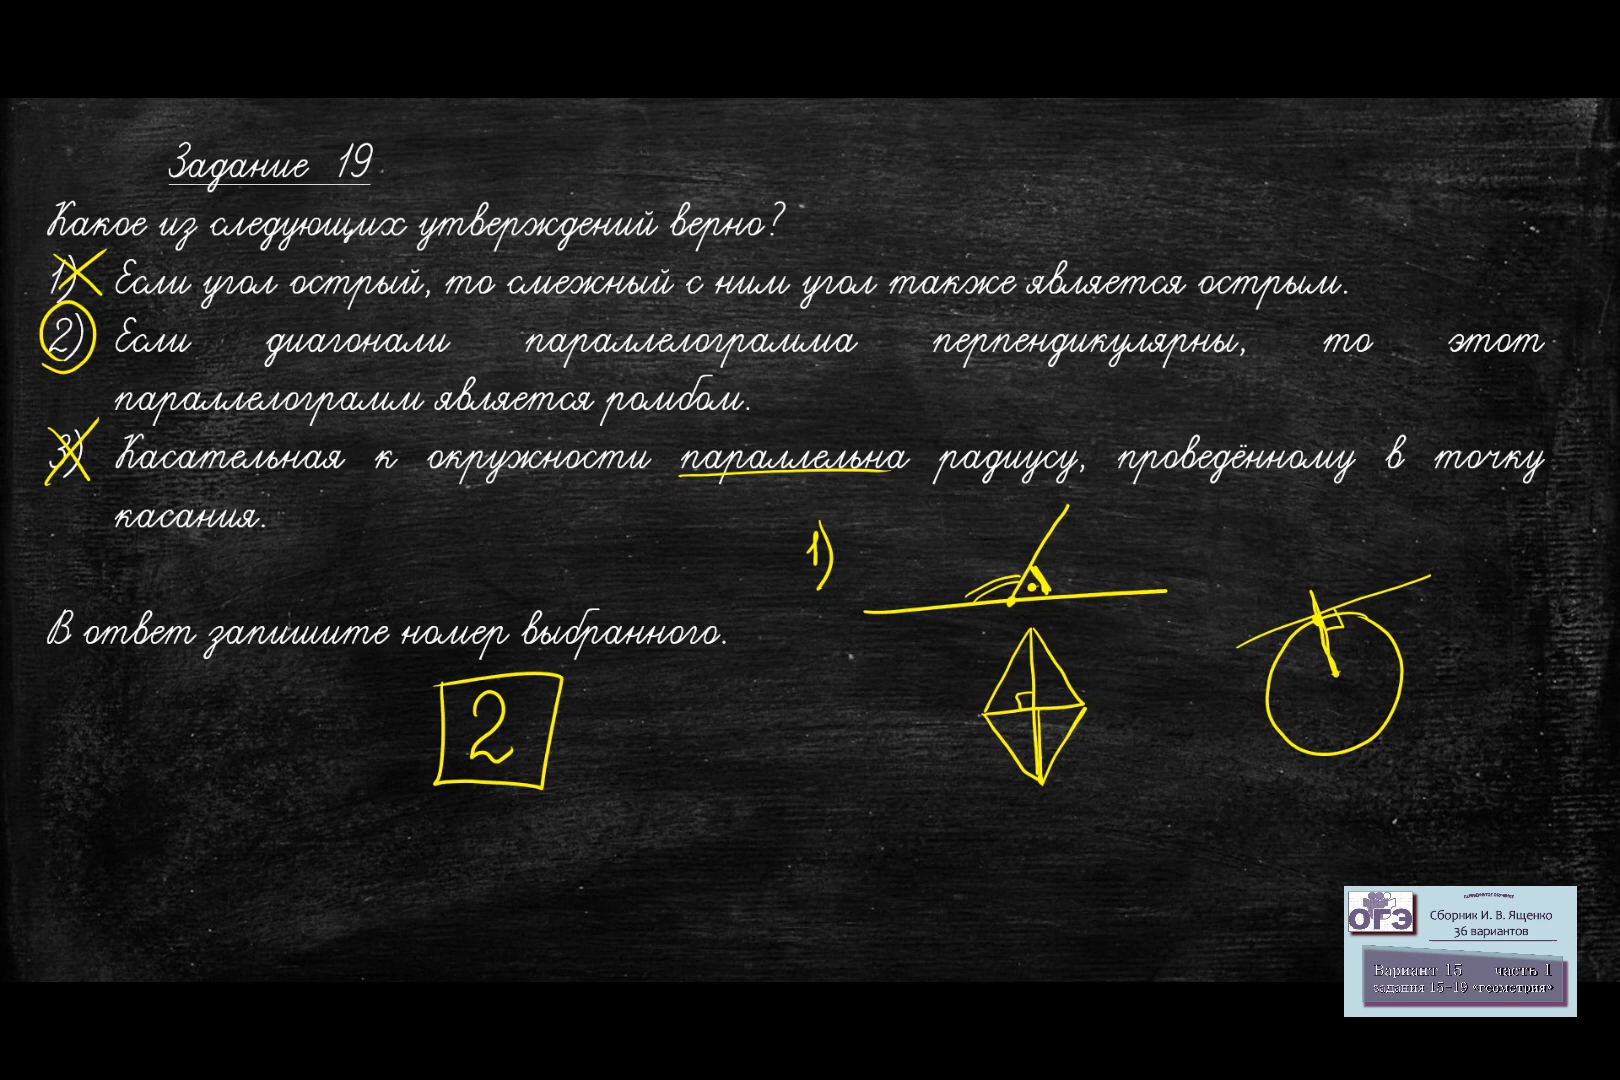 Задание 19
Какое из следующих утверждений верно?
1) Если угол острый, то смежный с ним угол также является острым.
2) Если диагонали параллелограмма перпендикулярны, то этот
параллелограмм является ромбом.
3) Касательная к окружности параллельна радиусу, проведённому в точку
касания.
1)
В ответ запишите номер выбранного.
2
ОГЭ
Сборник И. В. Ященко
36 вариантов
Вариант 15 часть 1
задания 15-19 «геометрия»